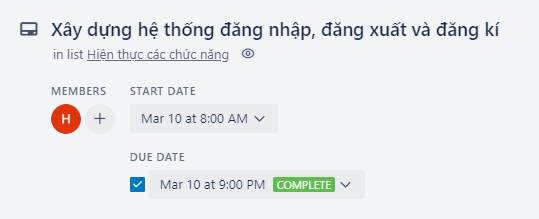 Xây dựng hệ thống đăng nhập, đăng xuất và đăng kí
in list Hiện thực các chức năng
MEMBERS START DATE
H + Mar 10 at 8:00 AM
DUE DATE
Mar 10 at 9:00 PM COMPLETE